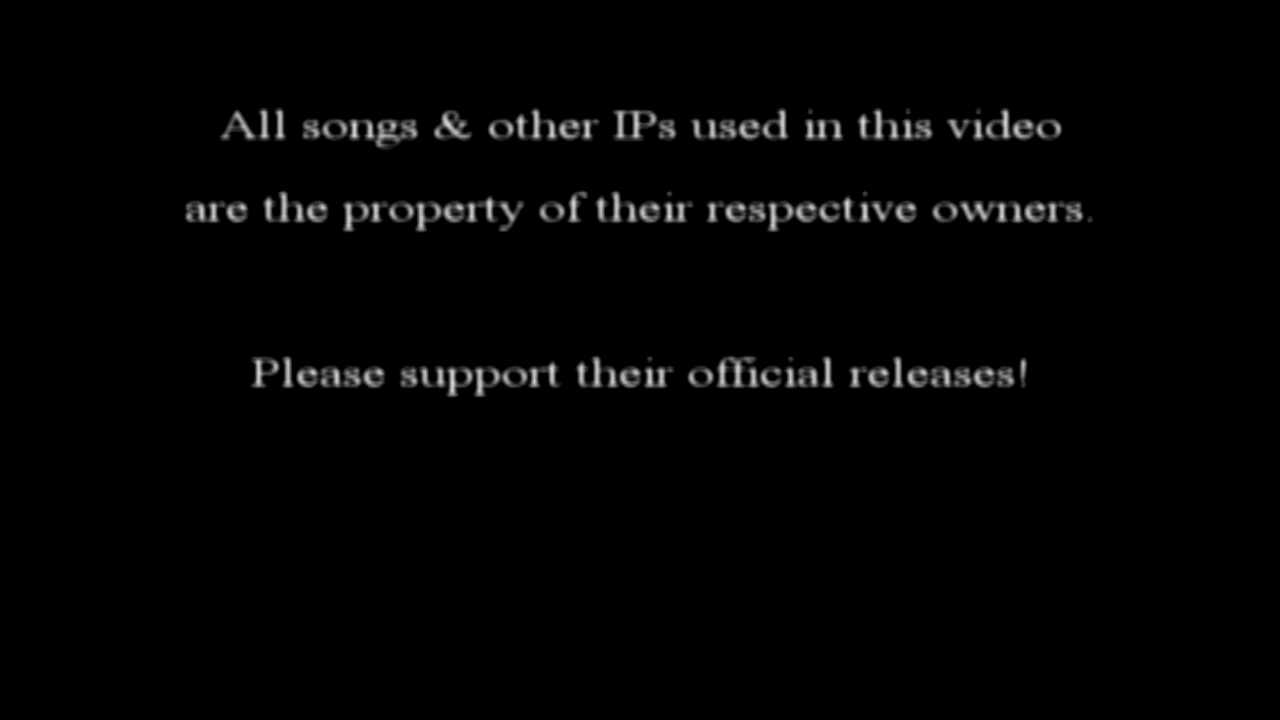 All songs & other IPs used in this video
are the property of their respective owners.
Please support their official releases!